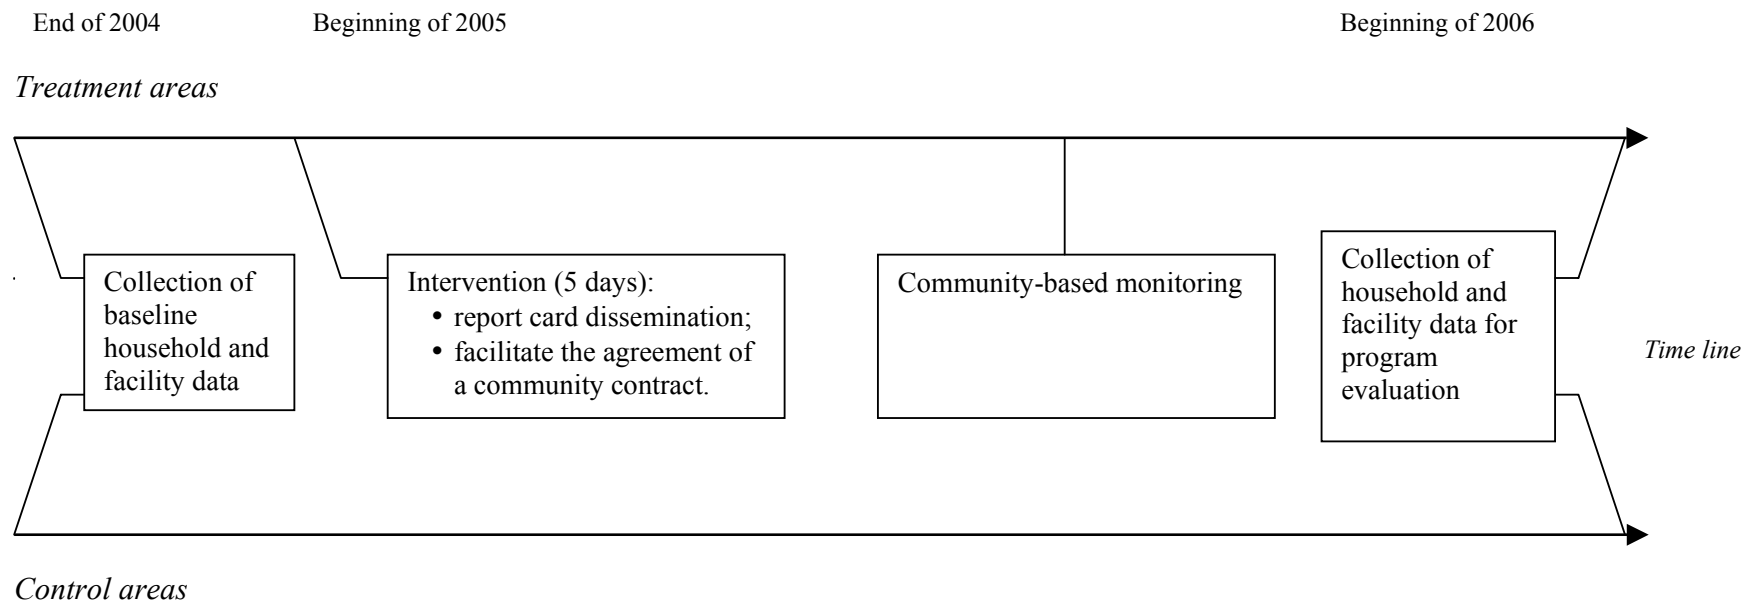 End of 2004
Beginning of 2005
Beginning of 2006
Treatment areas
Collection of
baseline
household and
facility data
Intervention (5 days):
• report card dissemination;
• facilitate the agreement of
a community contract.
Community-based monitoring
Collection of
household and
facility data for
program
evaluation
Time line
Control areas